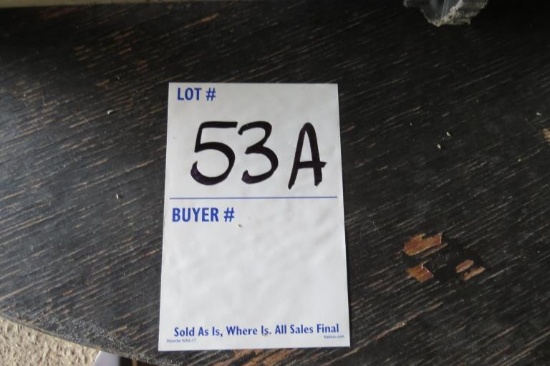 LOT #
53A
BUYER #
Sold As Is, Where Is. All Sales Final